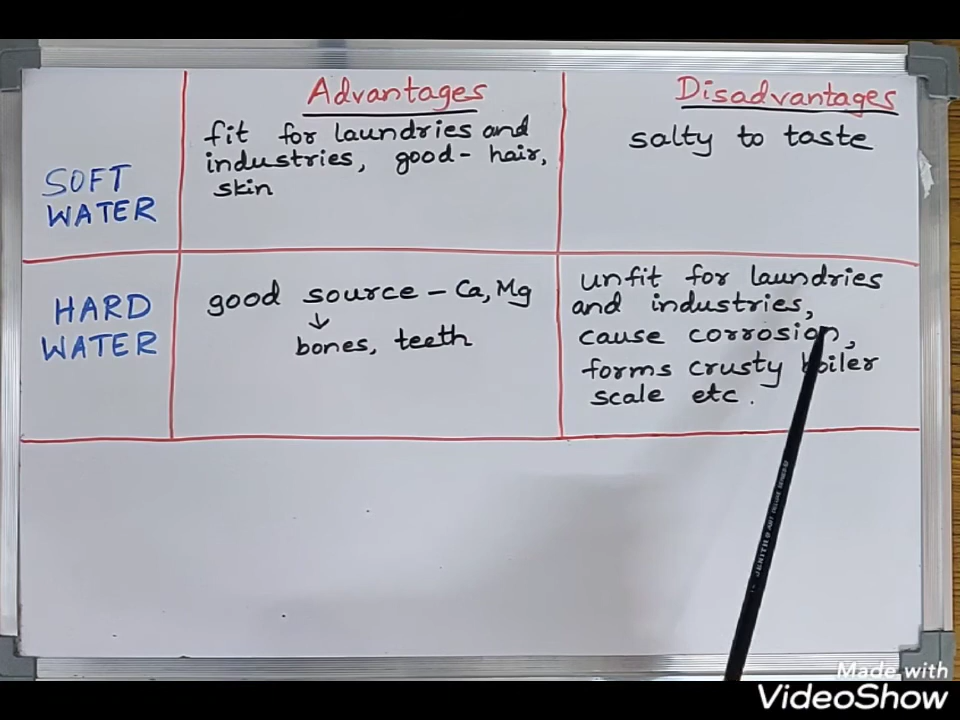 Advantages
Disadvantages
SOFT
WATER
fit for laundries and
industries, good - hair,
skin
salty to taste
HARD
WATER
good source - Ca, Mg
↓
bones, teeth
unfit for laundries
and industries,
cause corrosion,
forms crusty boiler
scale etc.
Made with
VideoShow